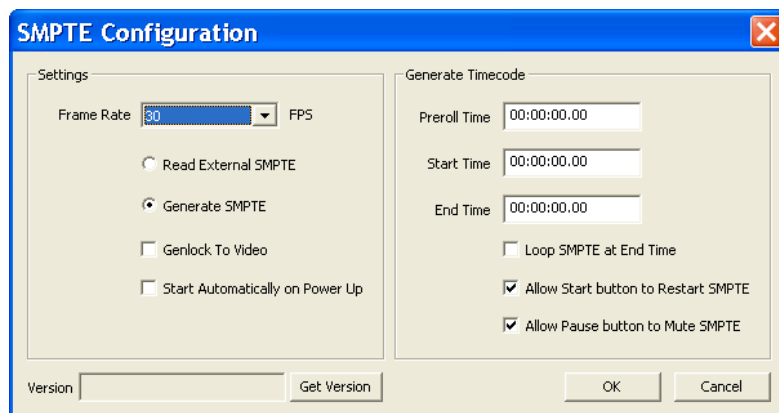 SMPTE Configuration
Settings
Frame Rate 30 FPS
Read External SMPTE
Generate SMPTE
Genlock To Video
Start Automatically on Power Up
Generate Timecode
Preroll Time 00:00:00.00
Start Time 00:00:00.00
End Time 00:00:00.00
Loop SMPTE at End Time
Allow Start button to Restart SMPTE
Allow Pause button to Mute SMPTE
Version Get Version
OK Cancel